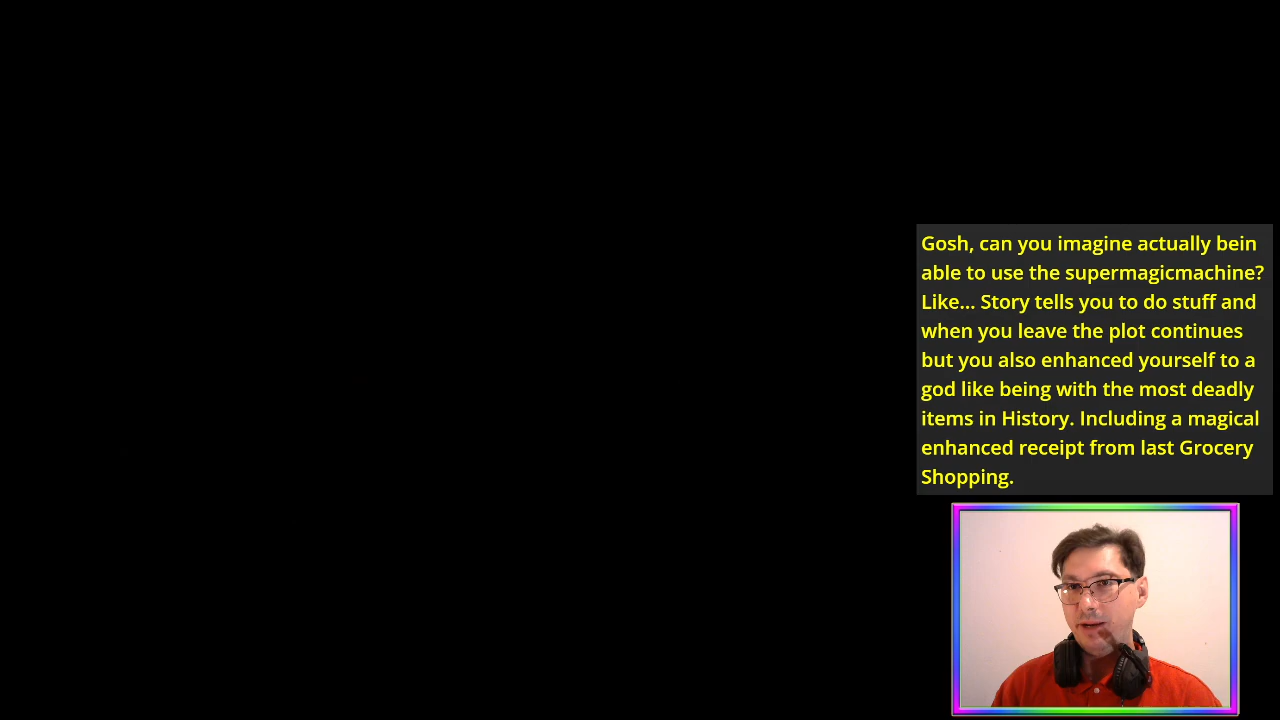 Gosh, can you imagine actually bein
able to use the supermagicmachine?
Like... Story tells you to do stuff and
when you leave the plot continues
but you also enhanced yourself to a
god like being with the most deadly
items in History. Including a magical
enhanced receipt from last Grocery
Shopping.